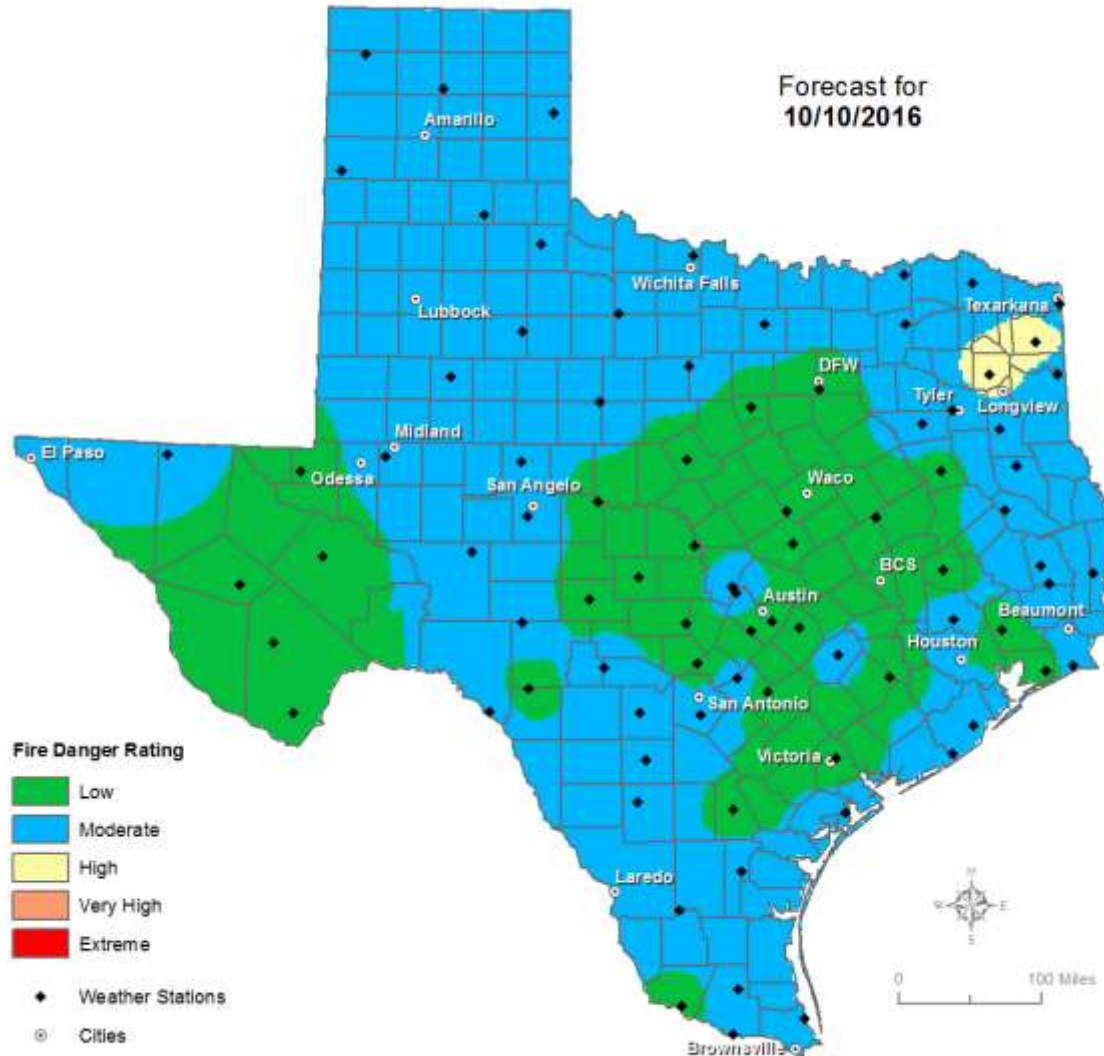 Forecast for
10/10/2016
Amarillo
Wichita Falls
Lubbock
Texarkana
DFW
Tyler
Longview
El Paso
Midland
Odessa
San Angelo
Waco
BCS
Austin
Beaumont
Houston
San Antonio
Victoria
Laredo
Brownsville
Fire Danger Rating
Low
Moderate
High
Very High
Extreme
Weather Stations
Cities
N
W E
S
0 100 Miles